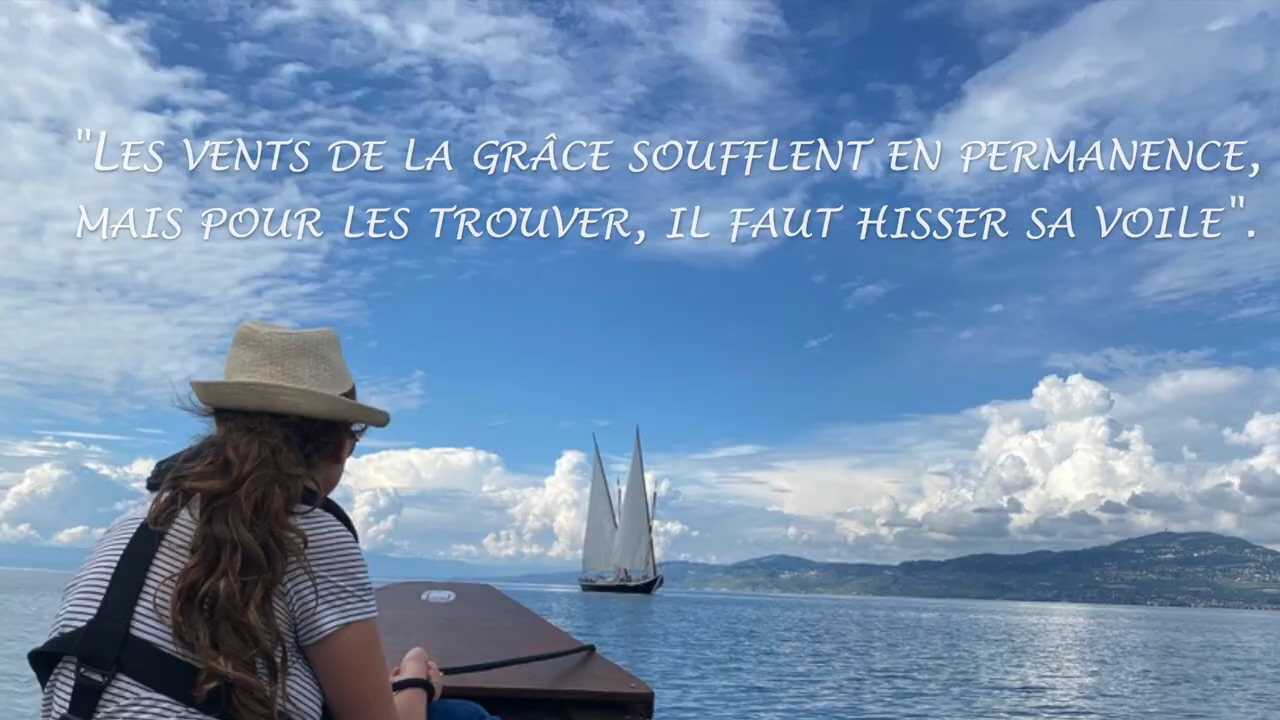 "Les vents de la grâce soufflent en permanence,
mais pour les trouver, il faut hisser sa voile".